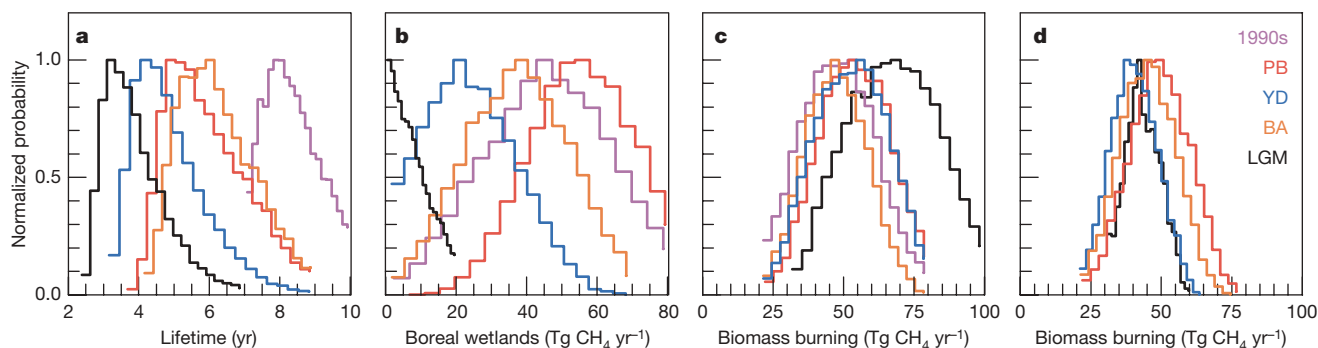 a
b
c
d
Normalized probability
1.0
0.5
0.0
2 4 6 8 10
Lifetime (yr)
0 20 40 60 80
Boreal wetlands (Tg CH₄ yr⁻¹)
0 25 50 75 100
Biomass burning (Tg CH₄ yr⁻¹)
0 25 50 75 100
Biomass burning (Tg CH₄ yr⁻¹)
1990s
PB
YD
BA
LGM